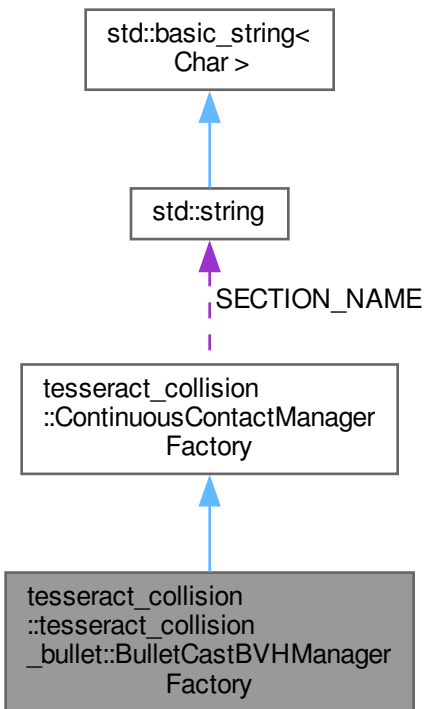 std::basic_string<
Char >
std::string
SECTION_NAME
tesseract_collision
::ContinuousContactManager
Factory
tesseract_collision
::tesseract_collision
_bullet::BulletCastBVHManager
Factory